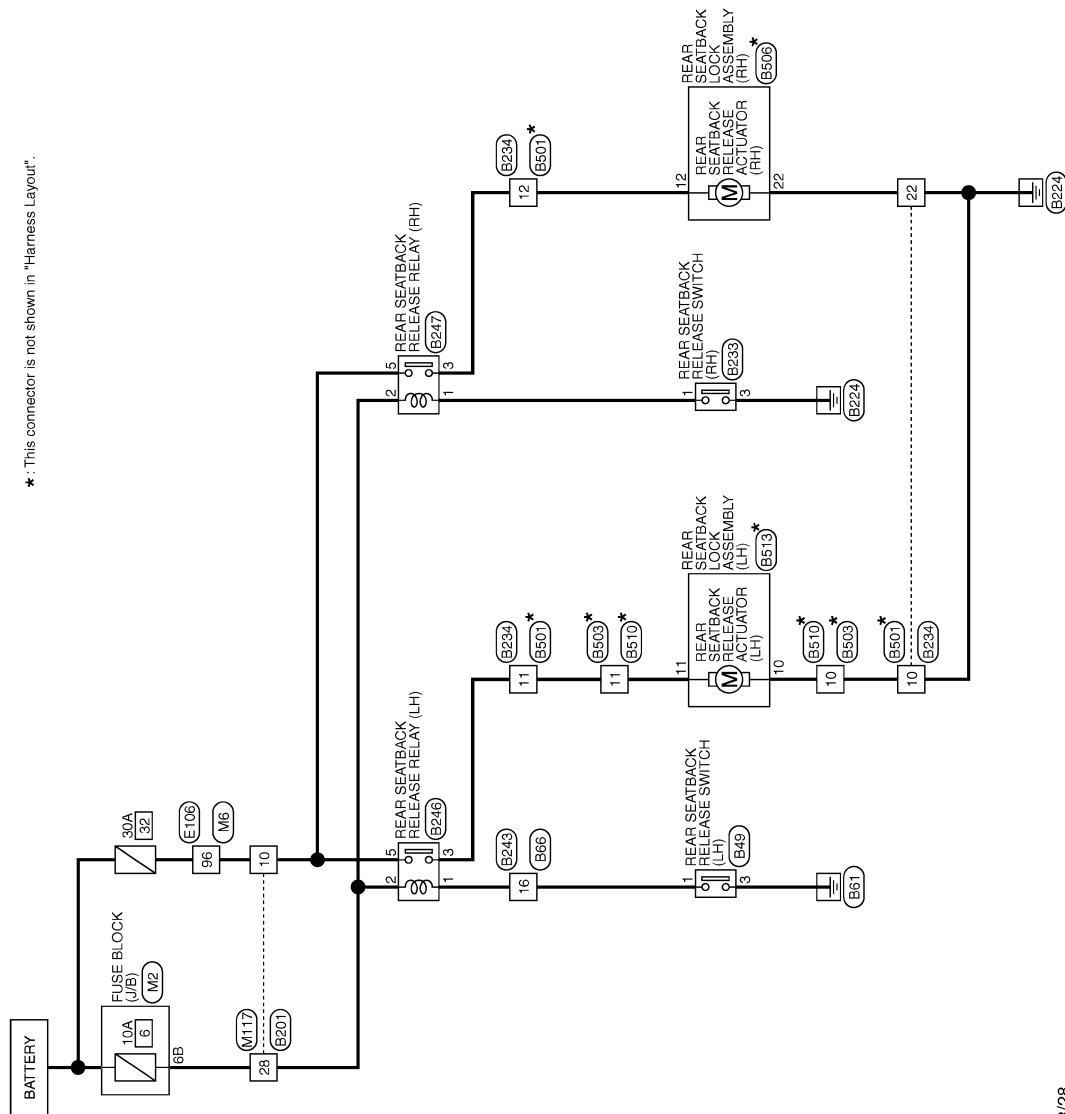 * : This connector is not shown in "Harness Layout".
BATTERY
FUSE BLOCK
(J/B)
M2
10A
6
6B
30A
32
E106
M6
96
M117
B201
28
10
REAR SEATBACK
RELEASE RELAY (LH)
B246
2
5
1
3
REAR SEATBACK
RELEASE RELAY (RH)
B247
2
5
1
3
B243
B66
16
B234
B501 *
11
B503 *
B510 *
11
B234
B501 *
12
REAR SEATBACK
RELEASE SWITCH
(LH)
B49
1
3
B61
REAR
SEATBACK
LOCK
ASSEMBLY
(LH)
B513 *
REAR
SEATBACK
RELEASE
ACTUATOR
(LH)
11
M
10
REAR SEATBACK
RELEASE SWITCH
(RH)
B233
1
3
B224
REAR
SEATBACK
LOCK
ASSEMBLY
(RH)
B506 *
REAR
SEATBACK
RELEASE
ACTUATOR
(RH)
12
M
22
B510 *
B503 *
10
B501 *
B234
10
22
B224